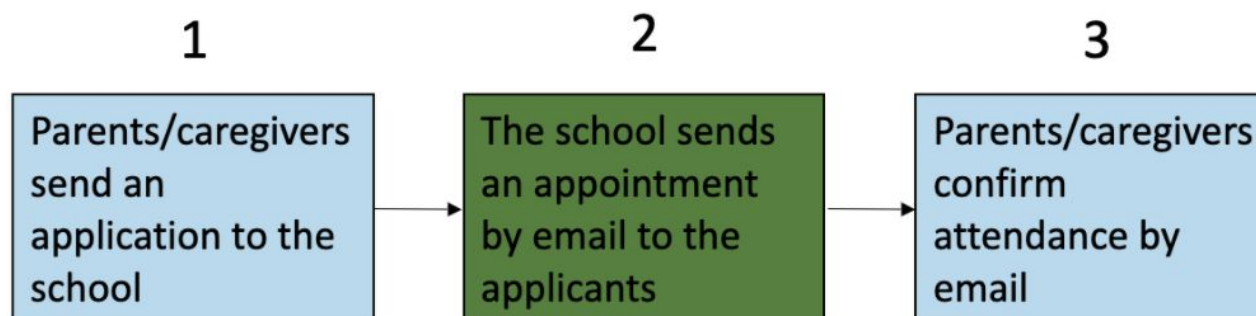 1
2
3
Parents/caregivers
send an
application to the
school
The school sends
an appointment
by email to the
applicants
Parents/caregivers
confirm
attendance by
email